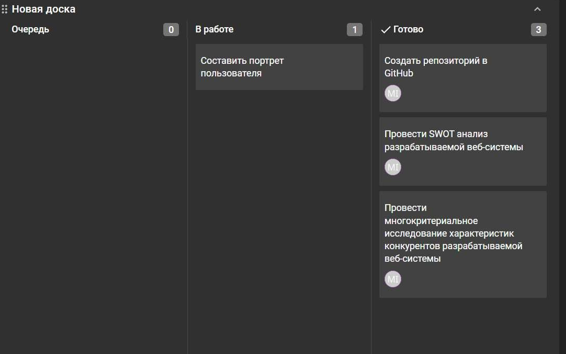 Новая доска
Очередь 0
В работе 1
Составить портрет
пользователя
Готово 3
Создать репозиторий в
GitHub
MI
Провести SWOT анализ
разрабатываемой веб-системы
MI
Провести
многокритериальное
исследование характеристик
конкурентов разрабатываемой
веб-системы
MI